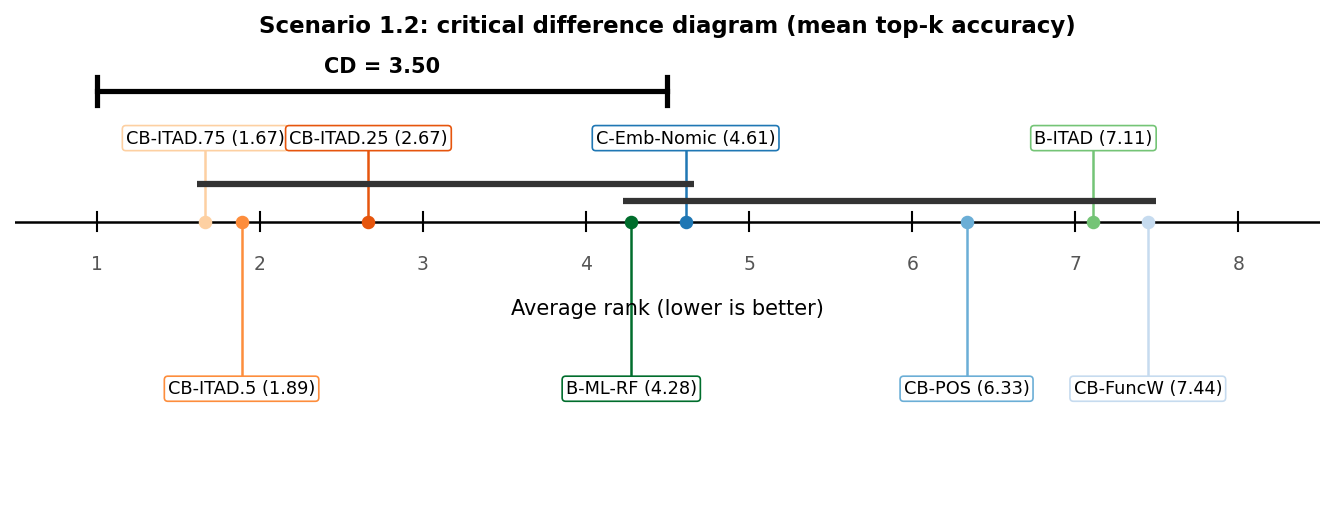 Scenario 1.2: critical difference diagram (mean top-k accuracy)
CD = 3.50
CB-ITAD.75 (1.67)
CB-ITAD.25 (2.67)
C-Emb-Nomic (4.61)
B-ITAD (7.11)
1 2 3 4 5 6 7 8
Average rank (lower is better)
CB-ITAD.5 (1.89)
B-ML-RF (4.28)
CB-POS (6.33)
CB-FuncW (7.44)